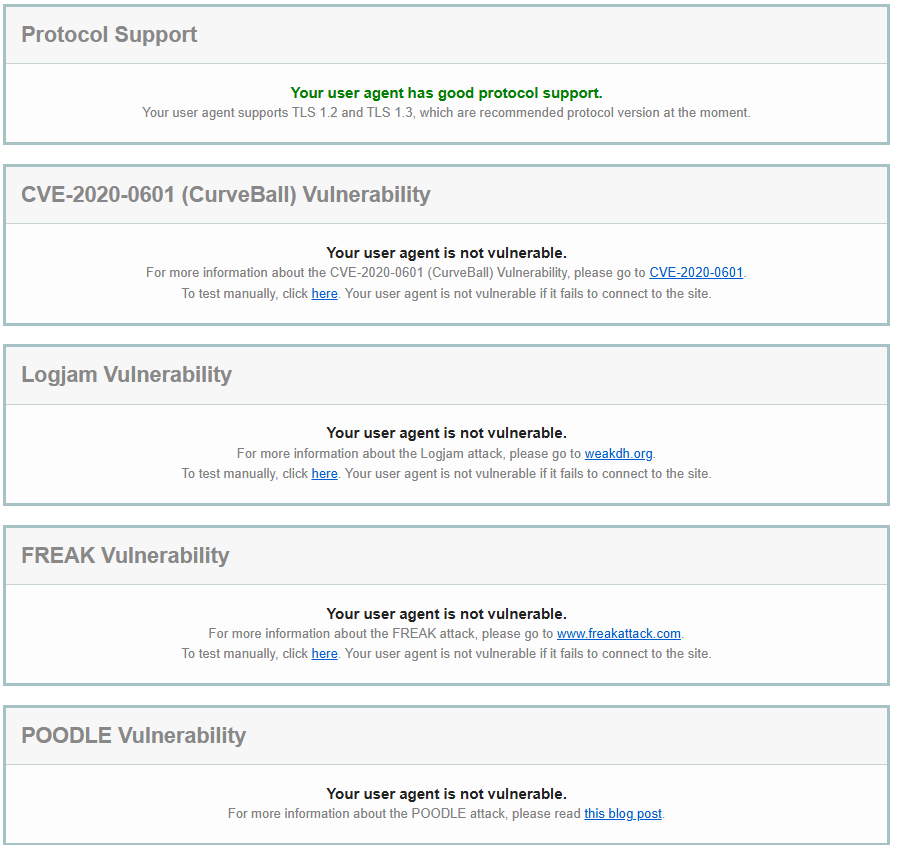 Protocol Support
Your user agent has good protocol support.
Your user agent supports TLS 1.2 and TLS 1.3, which are recommended protocol version at the moment.
CVE-2020-0601 (CurveBall) Vulnerability
Your user agent is not vulnerable.
For more information about the CVE-2020-0601 (CurveBall) Vulnerability, please go to CVE-2020-0601.
To test manually, click here. Your user agent is not vulnerable if it fails to connect to the site.
Logjam Vulnerability
Your user agent is not vulnerable.
For more information about the Logjam attack, please go to weakdh.org.
To test manually, click here. Your user agent is not vulnerable if it fails to connect to the site.
FREAK Vulnerability
Your user agent is not vulnerable.
For more information about the FREAK attack, please go to www.freakattack.com.
To test manually, click here. Your user agent is not vulnerable if it fails to connect to the site.
POODLE Vulnerability
Your user agent is not vulnerable.
For more information about the POODLE attack, please read this blog post.